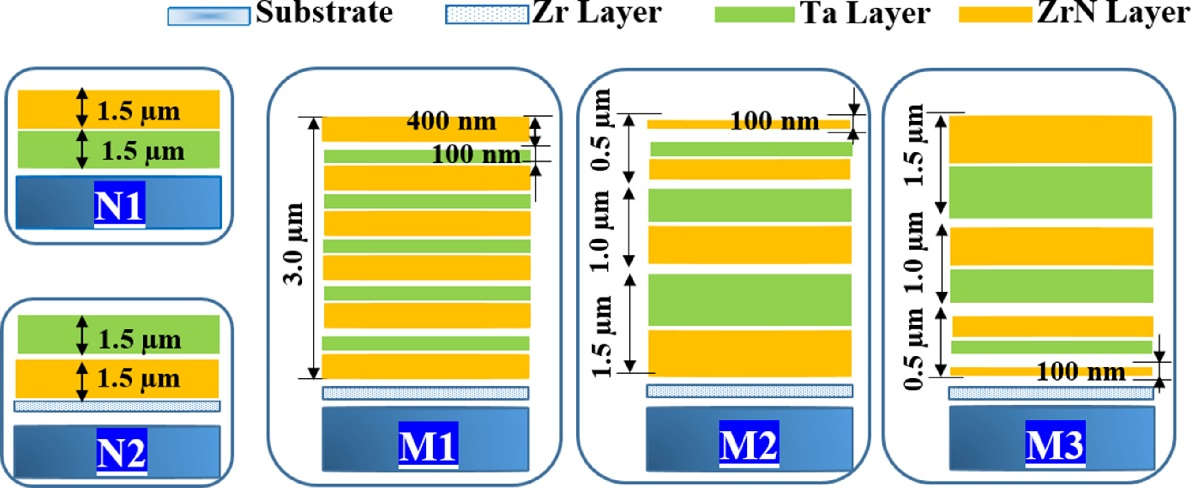 Substrate Zr Layer Ta Layer ZrN Layer
1.5 µm
1.5 µm
N1
1.5 µm
1.5 µm
N2
400 nm
100 nm
3.0 µm
M1
100 nm
0.5 µm
1.0 µm
1.5 µm
M2
1.5 µm
1.0 µm
0.5 µm
100 nm
M3